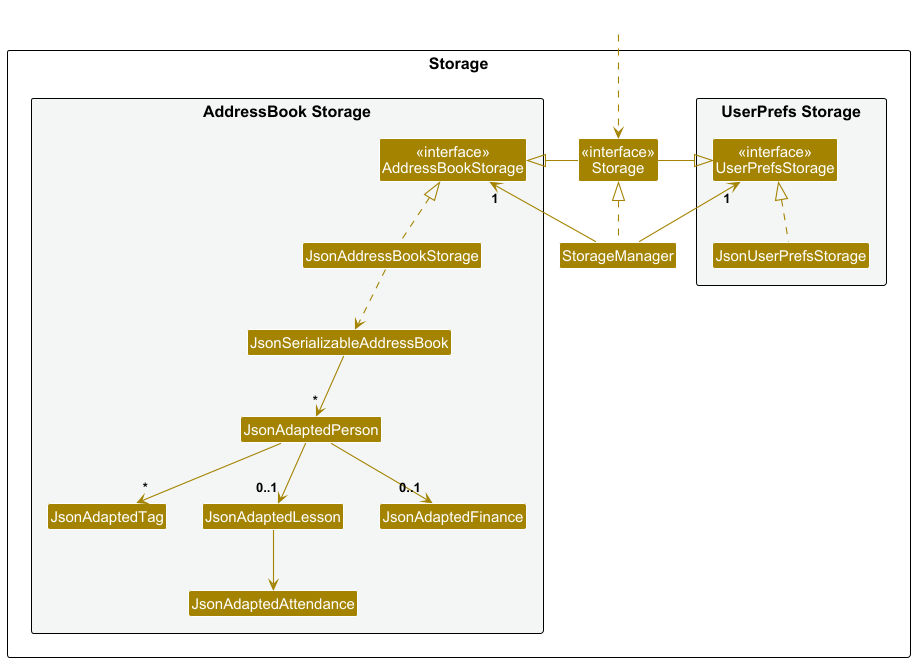 Storage
AddressBook Storage
UserPrefs Storage
«interface»
AddressBookStorage
«interface»
Storage
«interface»
UserPrefsStorage
1
1
JsonAddressBookStorage
StorageManager
JsonUserPrefsStorage
JsonSerializableAddressBook
*
JsonAdaptedPerson
*
0..1
0..1
JsonAdaptedTag
JsonAdaptedLesson
JsonAdaptedFinance
JsonAdaptedAttendance